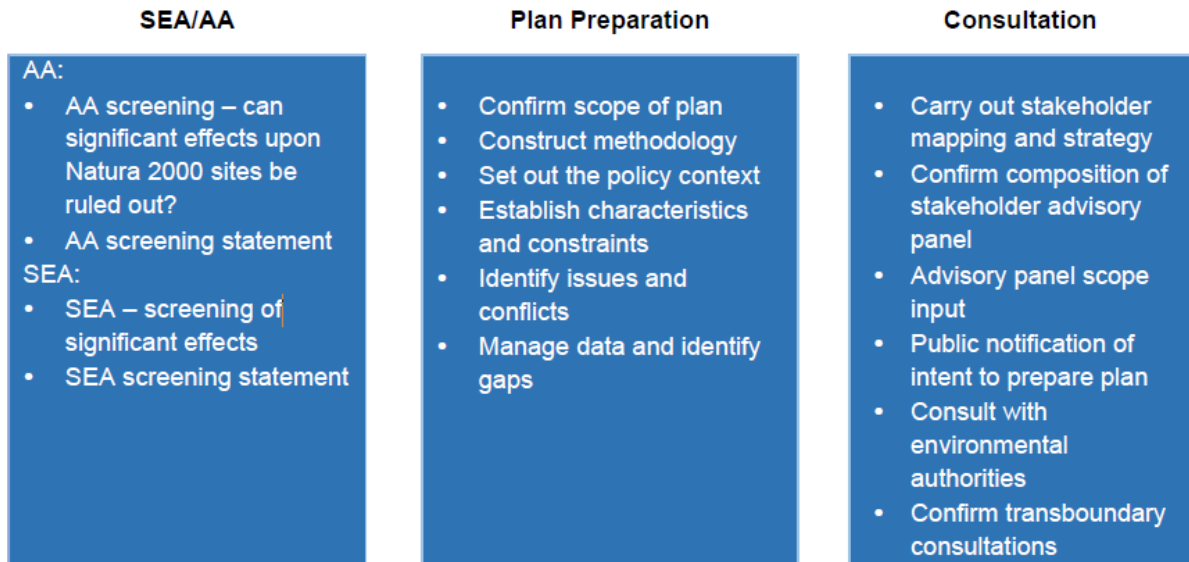 SEA/AA
AA:
• AA screening – can
significant effects upon
Natura 2000 sites be
ruled out?
• AA screening statement
SEA:
• SEA – screening of
significant effects
• SEA screening statement
Plan Preparation
• Confirm scope of plan
• Construct methodology
• Set out the policy context
• Establish characteristics
and constraints
• Identify issues and
conflicts
• Manage data and identify
gaps
Consultation
• Carry out stakeholder
mapping and strategy
• Confirm composition of
stakeholder advisory
panel
• Advisory panel scope
input
• Public notification of
intent to prepare plan
• Consult with
environmental
authorities
• Confirm transboundary
consultations